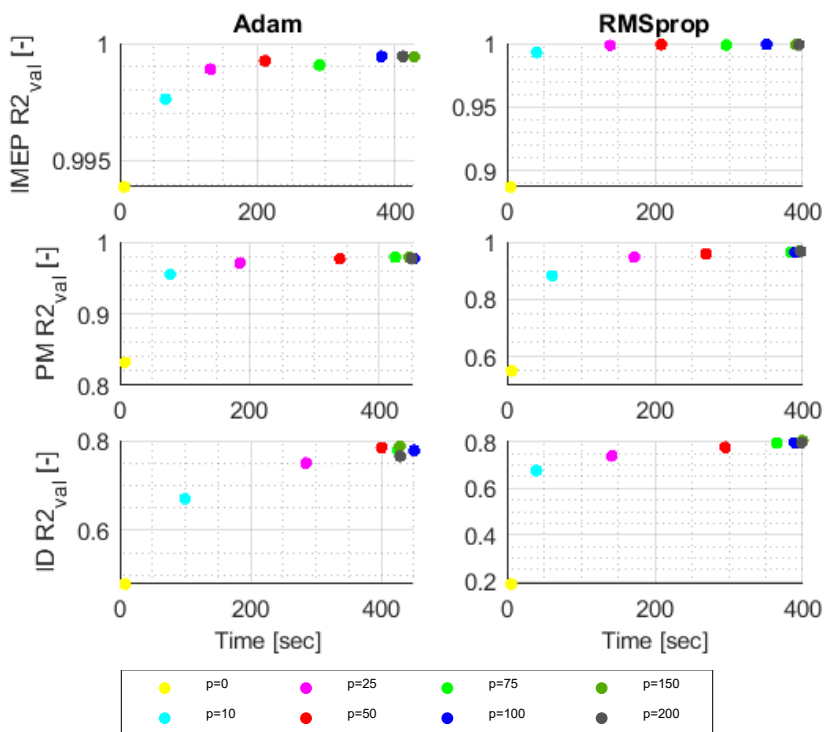 Adam
RMSprop
IMEP R2_val [-]
1
0.995
0 200 400
1
0.95
0.9
0 200 400
PM R2_val [-]
1
0.9
0.8
0 200 400
1
0.8
0.6
0 200 400
ID R2_val [-]
0.8
0.6
0 200 400
Time [sec]
0.8
0.6
0.4
0.2
0 200 400
Time [sec]
p=0 p=25 p=75 p=150
p=10 p=50 p=100 p=200